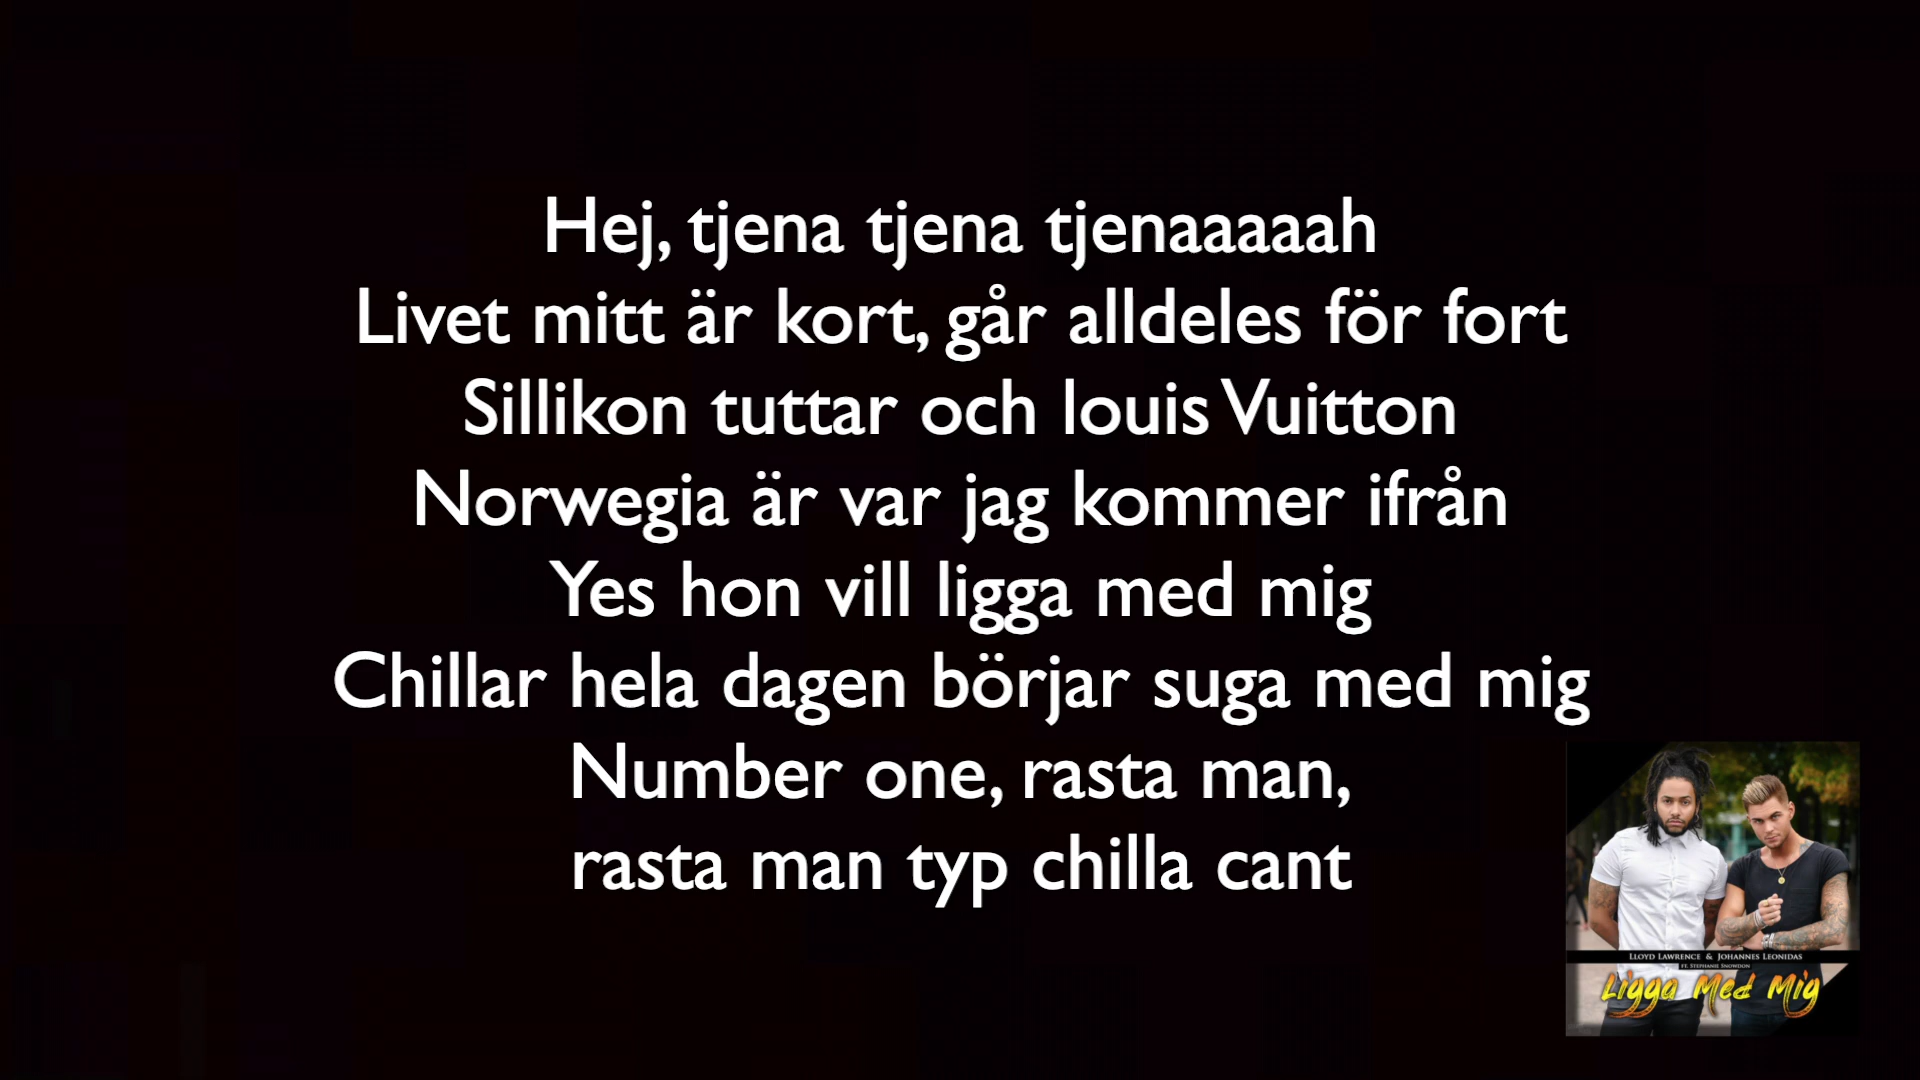 Hej, tjena tjena tjenaaaaah
Livet mitt är kort, går alldeles för fort
Sillikon tuttar och louis Vuitton
Norwegia är var jag kommer ifrån
Yes hon vill ligga med mig
Chillar hela dagen börjar suga med mig
Number one, rasta man,
rasta man typ chilla cant
LLOYD LAWRENCE & JOHANNES LEONIDAS
FT. STEPHANIE SNOWDON
Ligga Med Mig